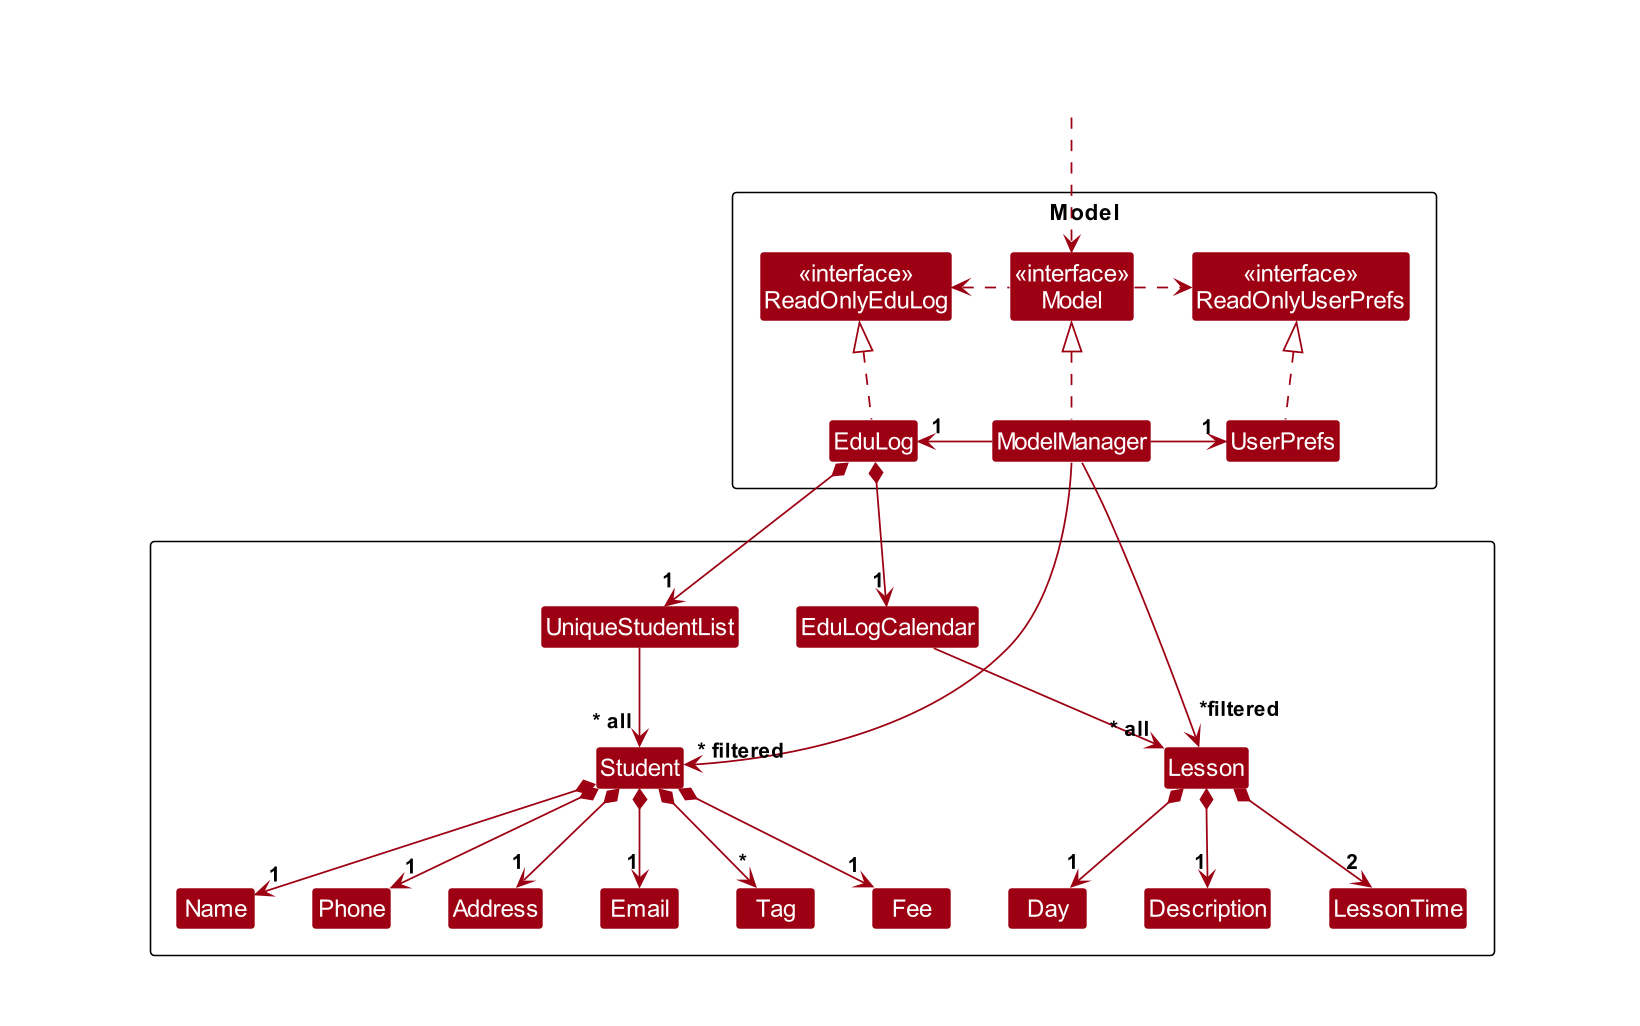 Model
«interface»
ReadOnlyEduLog
«interface»
Model
«interface»
ReadOnlyUserPrefs
EduLog
1
ModelManager
1
UserPrefs
1
1
UniqueStudentList
EduLogCalendar
* all
* filtered
* all
*filtered
Student
Lesson
1
1
1
1
*
1
1
1
2
Name
Phone
Address
Email
Tag
Fee
Day
Description
LessonTime